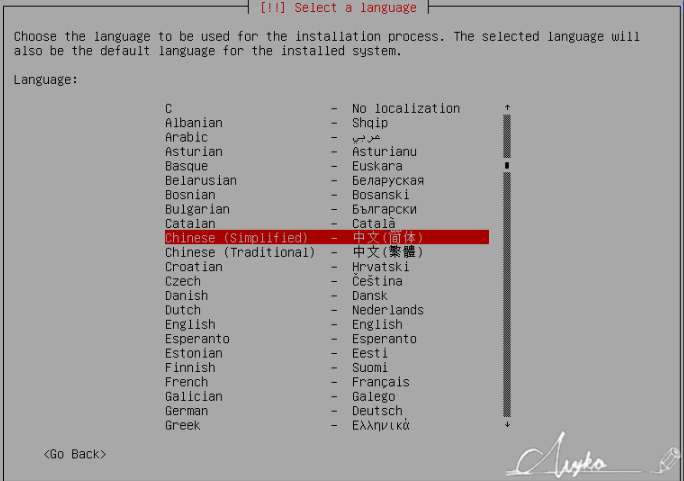 [!!] Select a language
Choose the language to be used for the installation process. The selected language will
also be the default language for the installed system.
Language:
C - No localization
Albanian - Shqip
Arabic - عربي
Asturian - Asturianu
Basque - Euskara
Belarusian - Беларуская
Bosnian - Bosanski
Bulgarian - Български
Catalan - Català
Chinese (Simplified) - 中文(简体)
Chinese (Traditional) - 中文(繁體)
Croatian - Hrvatski
Czech - Čeština
Danish - Dansk
Dutch - Nederlands
English - English
Esperanto - Esperanto
Estonian - Eesti
Finnish - Suomi
French - Français
Galician - Galego
German - Deutsch
Greek - Ελληνικά
<Go Back>